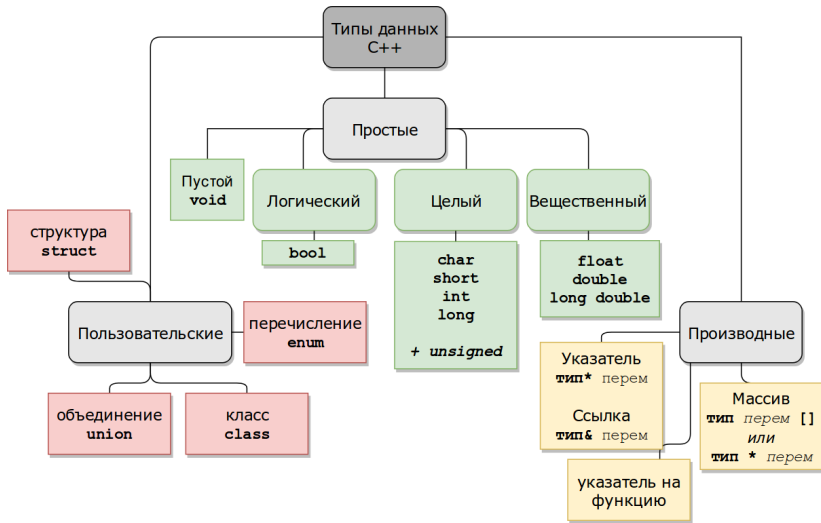 Типы данных
C++
Простые
Пустой
void
Логический
bool
Целый
char
short
int
long
+ unsigned
Вещественный
float
double
long double
структура
struct
Пользовательские
перечисление
enum
объединение
union
класс
class
Производные
Указатель
тип* перем
Ссылка
тип& перем
указатель на
функцию
Массив
тип перем []
или
тип * перем